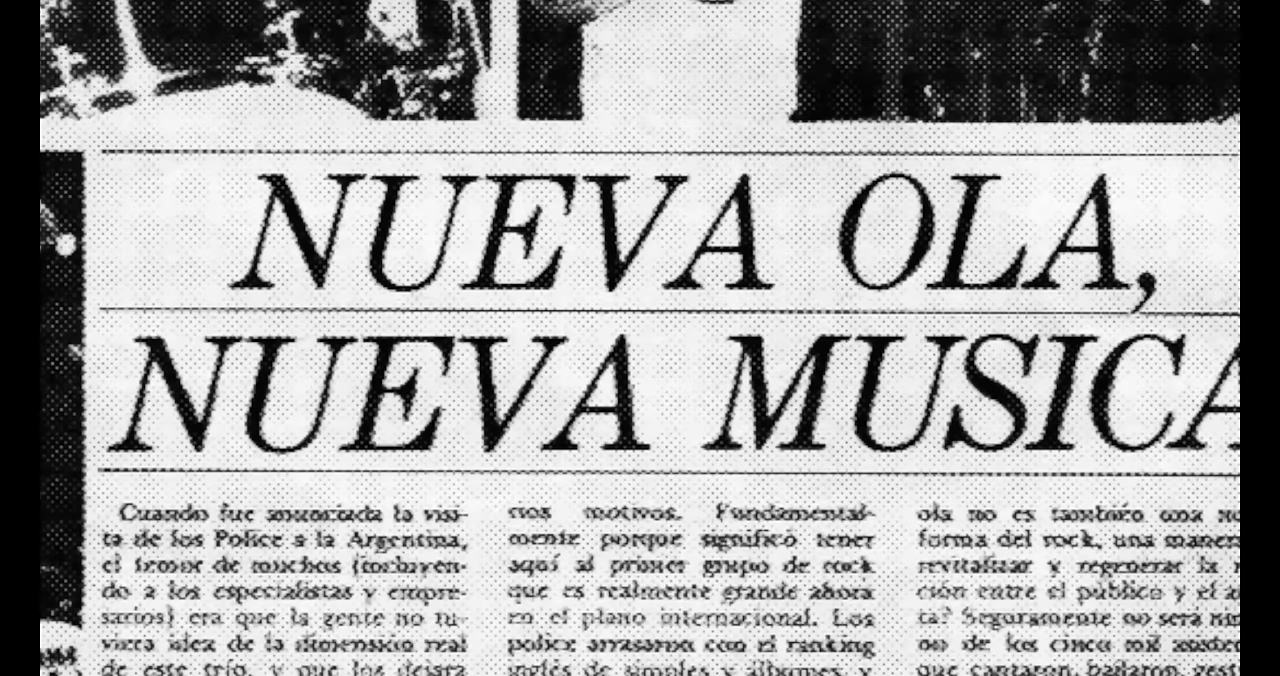 NUEVA OLA,
NUEVA MUSICA
Cuando fue anunciada la visi-
ta de los Police a la Argentina,
el temor de muchos (incluyen-
do a los especialistas y empre-
sarios) era que la gente no tu-
viera idea de la dimensión real
de este trío, y que los dejara
rios motivos. Fundamental-
mente porque significó tener
aquí al primer grupo de rock
que es realmente grande ahora
en el plano internacional. Los
police arrasaron con el ranking
inglés de simples y álbumes, y
ola no es también una
forma del rock, una
revitalizar y regenerar la
ción entre el público y el
ta? Seguramente no será
no de los cinco mil
que cantaron, bailaron,